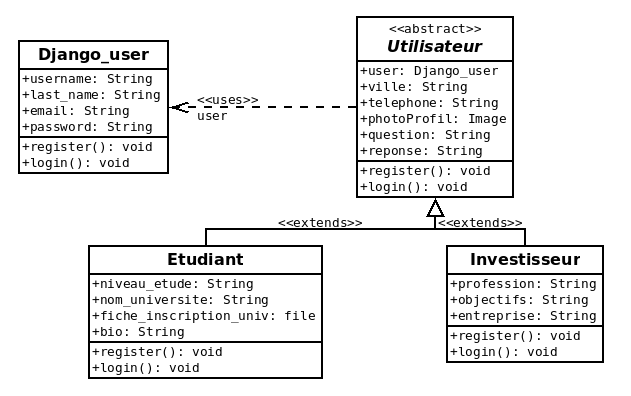 Django_user
+username: String
+last_name: String
+email: String
+password: String
+register(): void
+login(): void
<<uses>>
user
<<abstract>>
Utilisateur
+user: Django_user
+ville: String
+telephone: String
+photoProfil: Image
+question: String
+reponse: String
+register(): void
+login(): void
<<extends>>
<<extends>>
Etudiant
+niveau_etude: String
+nom_universite: String
+fiche_inscription_univ: file
+bio: String
+register(): void
+login(): void
Investisseur
+profession: String
+objectifs: String
+entreprise: String
+register(): void
+login(): void